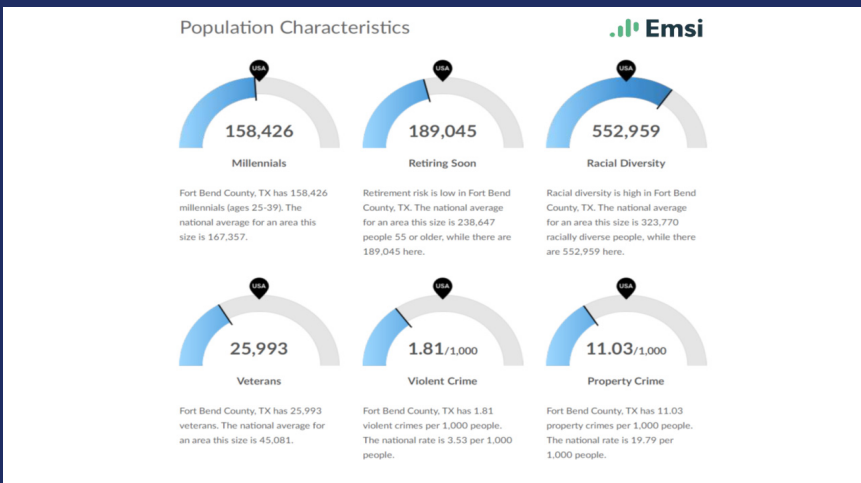 Population Characteristics
Emsi
USA
158,426
Millennials
Fort Bend County, TX has 158,426
millennials (ages 25-39). The
national average for an area this
size is 167,357.
USA
189,045
Retiring Soon
Retirement risk is low in Fort Bend
County, TX. The national average
for an area this size is 238,647
people 55 or older, while there are
189,045 here.
USA
552,959
Racial Diversity
Racial diversity is high in Fort Bend
County, TX. The national average
for an area this size is 323,770
racially diverse people, while there
are 552,959 here.
USA
25,993
Veterans
Fort Bend County, TX has 25,993
veterans. The national average for
an area this size is 45,081.
USA
1.81/1,000
Violent Crime
Fort Bend County, TX has 1.81
violent crimes per 1,000 people.
The national rate is 3.53 per 1,000
people.
USA
11.03/1,000
Property Crime
Fort Bend County, TX has 11.03
property crimes per 1,000 people.
The national rate is 19.79 per
1,000 people.